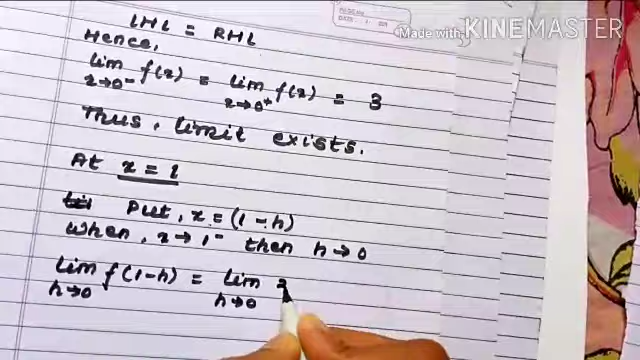 LHL = RHL
Hence,
lim f(x) = lim f(x) = 3
x→0⁻ x→0⁺
Thus, limit exists.
At x = 1
Put, x = (1-h)
when, x→1⁻ then h→0
lim f(1-h) = lim
h→0 h→0
Made with KINEMASTER